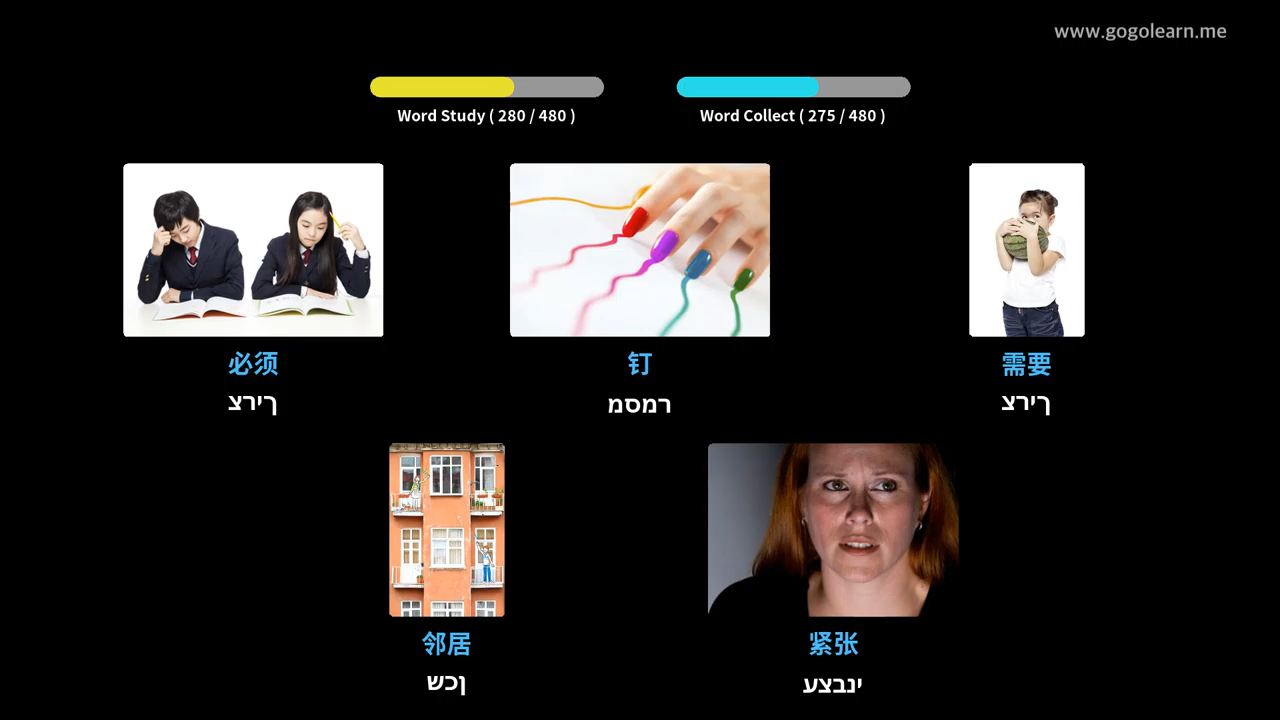 www.gogolearn.me
Word Study ( 280 / 480 )
Word Collect ( 275 / 480 )
必须
ךירצ
钉
רמסמ
需要
ךירצ
邻居
ןכש
紧张
ינבצע